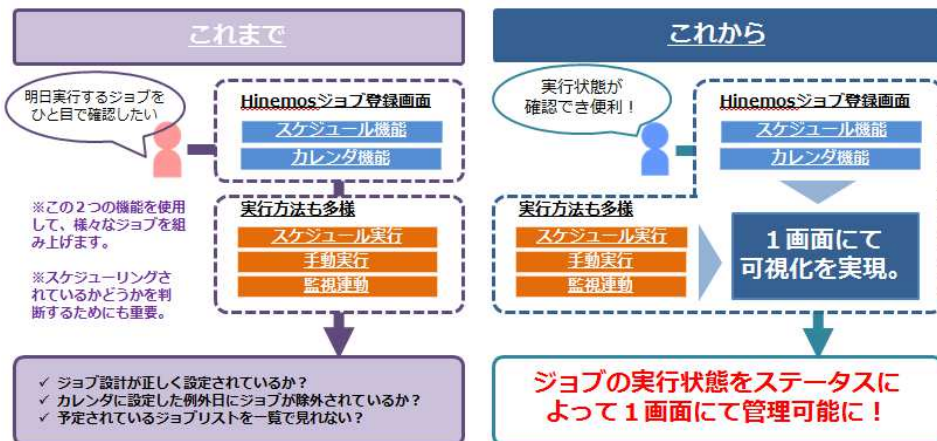 これまで
明日実行するジョブを
ひと目で確認したい
Hinemosジョブ登録画面
スケジュール機能
カレンダ機能
※この２つの機能を使用
して、様々なジョブを組
み上げます。
※スケジューリングさ
れているかどうかを判
断するためにも重要。
実行方法も多様
スケジュール実行
手動実行
監視連動
✓ ジョブ設計が正しく設定されているか？
✓ カレンダに設定した例外日にジョブが除外されているか？
✓ 予定されているジョブリストを一覧で見れない？
これから
実行状態が
確認でき便利！
Hinemosジョブ登録画面
スケジュール機能
カレンダ機能
実行方法も多様
スケジュール実行
手動実行
監視連動
１画面にて
可視化を実現。
ジョブの実行状態をステータスに
よって１画面にて管理可能に！